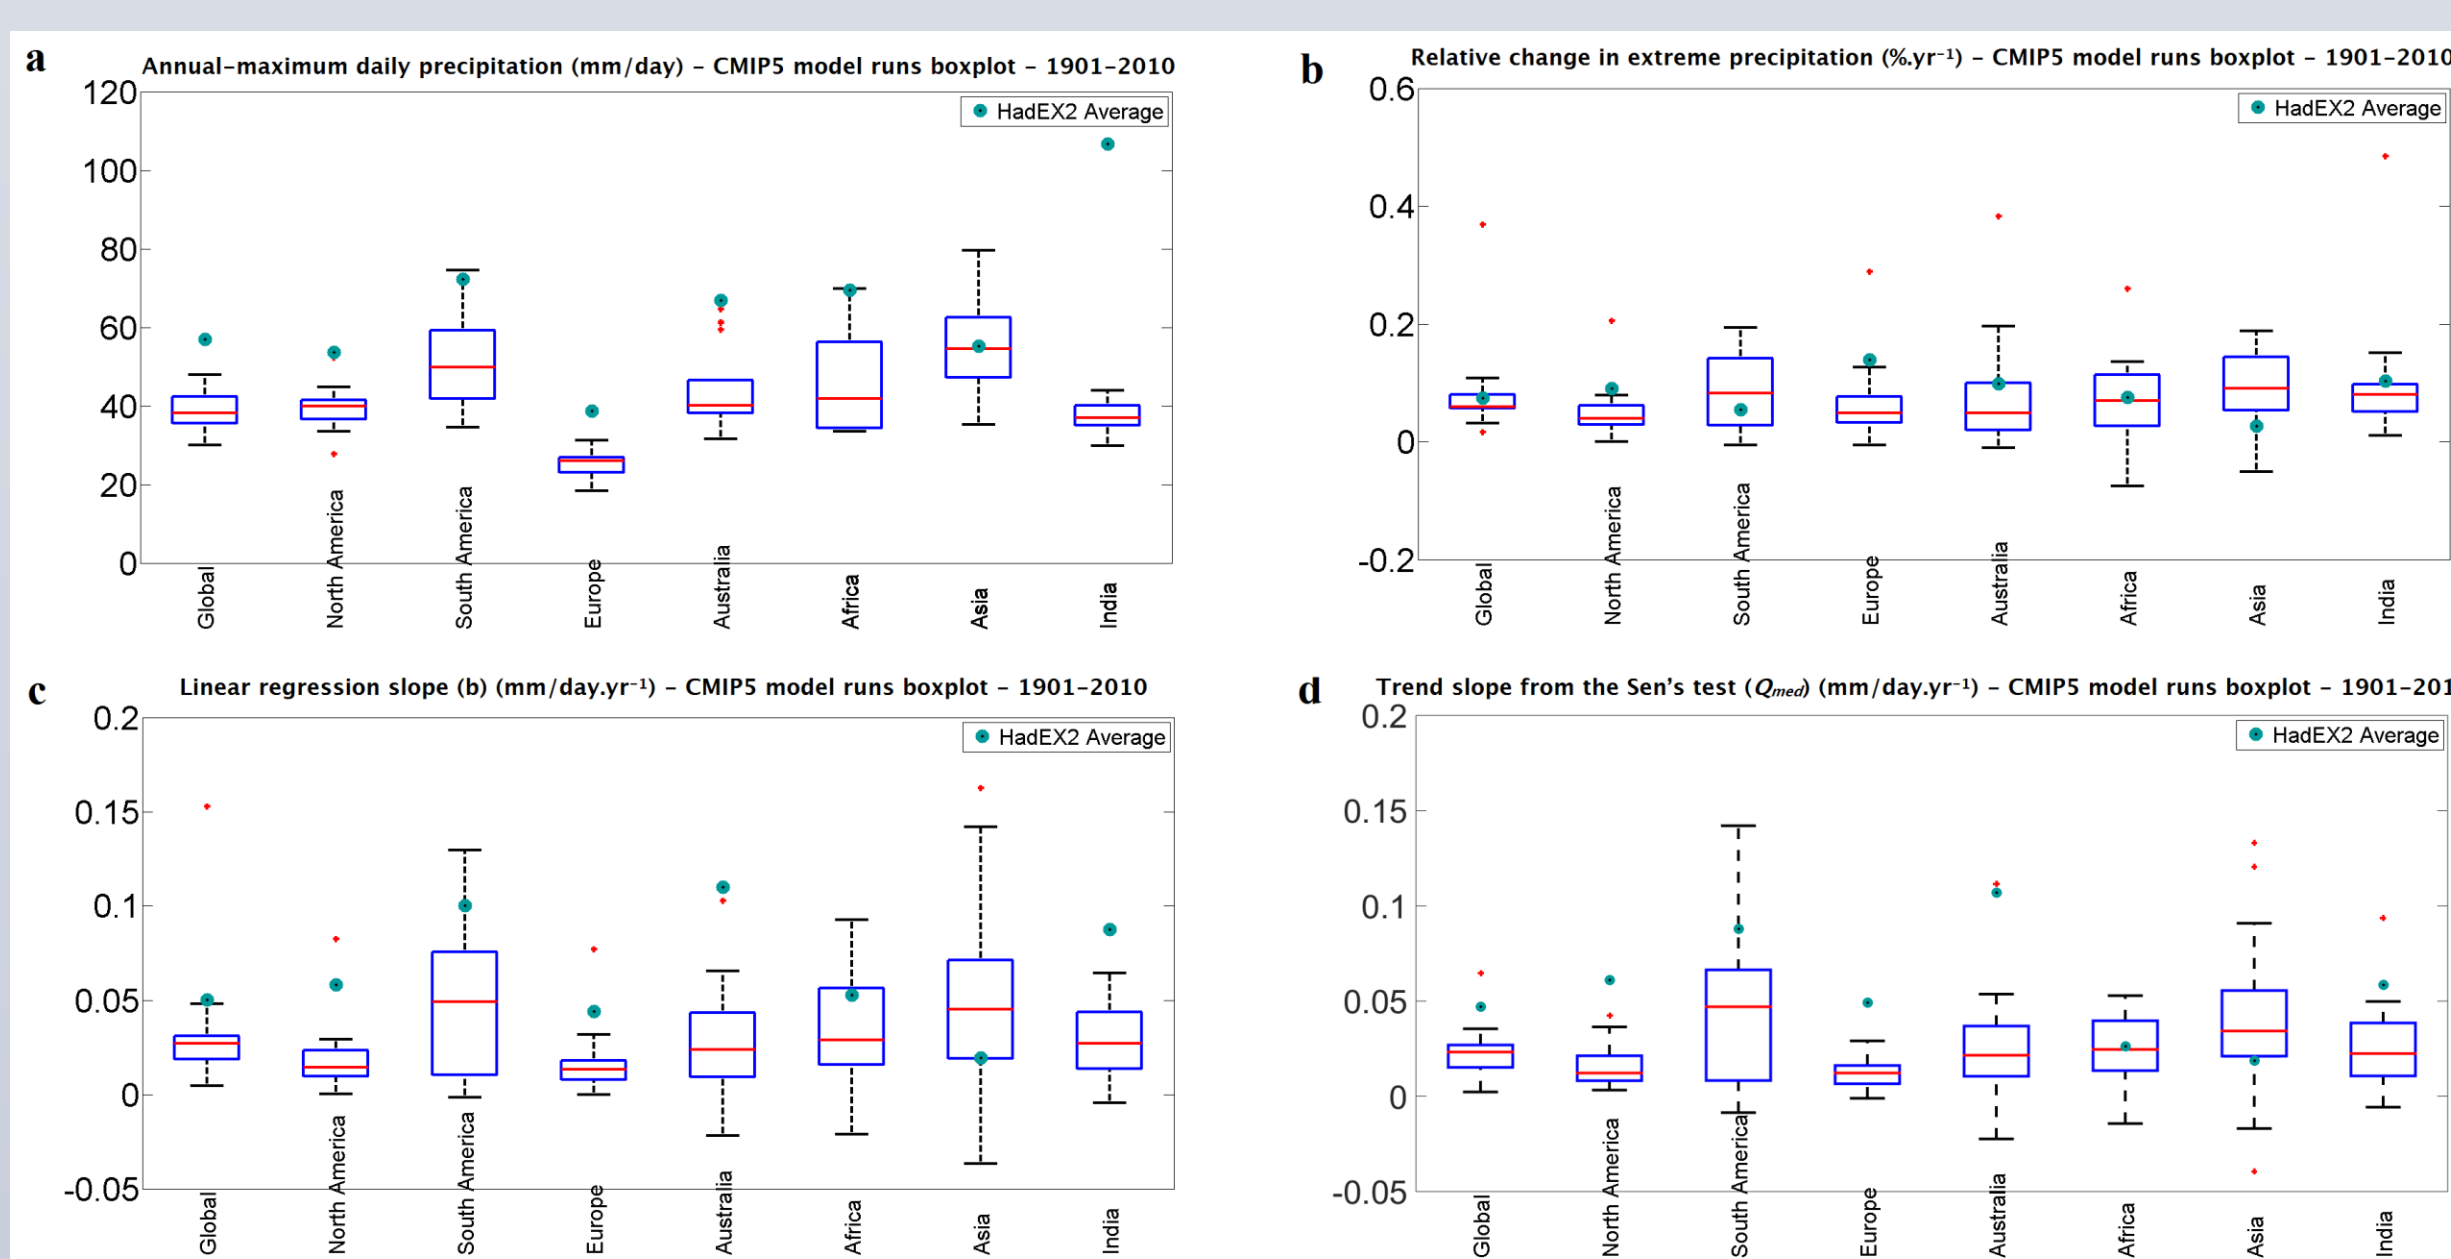 a
Annual-maximum daily precipitation (mm/day) – CMIP5 model runs boxplot – 1901-2010
120
100
80
60
40
20
0
HadEX2 Average
Global
North America
South America
Europe
Australia
Africa
Asia
India
b
Relative change in extreme precipitation (%.yr⁻¹) – CMIP5 model runs boxplot – 1901-2010
0.6
0.4
0.2
0
-0.2
HadEX2 Average
Global
North America
South America
Europe
Australia
Africa
Asia
India
c
Linear regression slope (b) (mm/day.yr⁻¹) – CMIP5 model runs boxplot – 1901-2010
0.2
0.15
0.1
0.05
0
-0.05
HadEX2 Average
Global
North America
South America
Europe
Australia
Africa
Asia
India
d
Trend slope from the Sen's test (Qmed) (mm/day.yr⁻¹) – CMIP5 model runs boxplot – 1901-201
0.2
0.15
0.1
0.05
0
-0.05
HadEX2 Average
Global
North America
South America
Europe
Australia
Africa
Asia
India